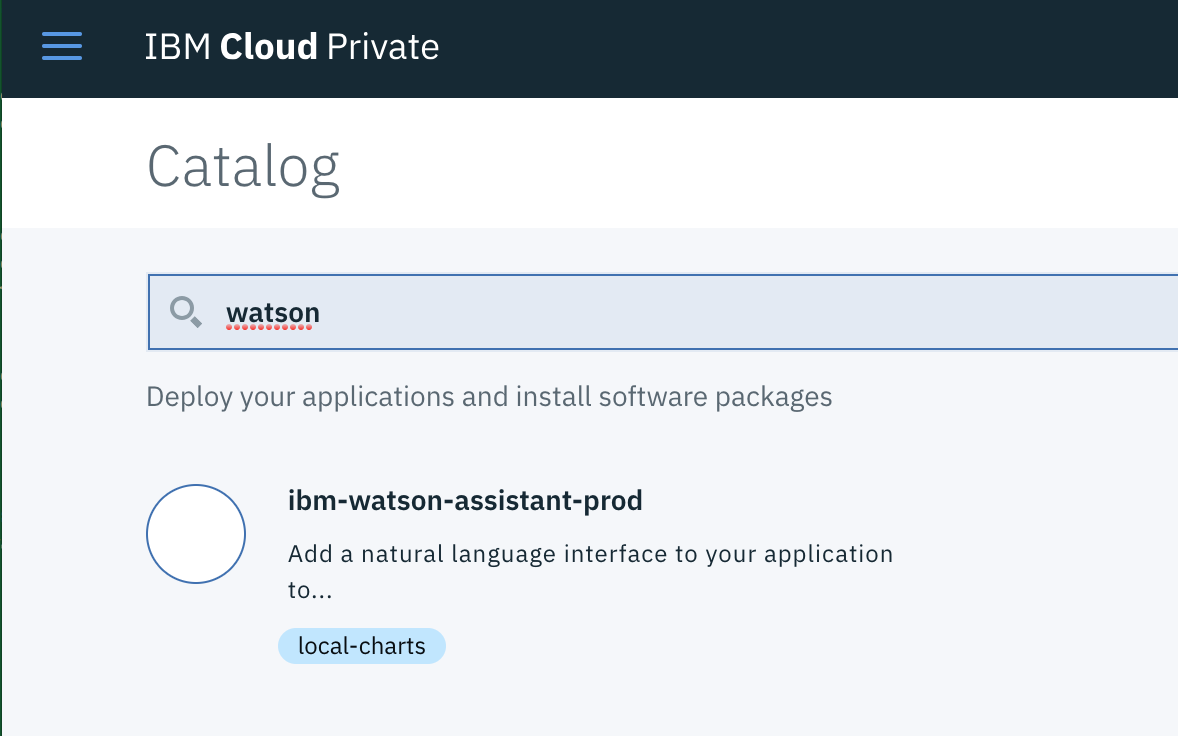 IBM Cloud Private
Catalog
watson
Deploy your applications and install software packages
ibm-watson-assistant-prod
Add a natural language interface to your application
to...
local-charts